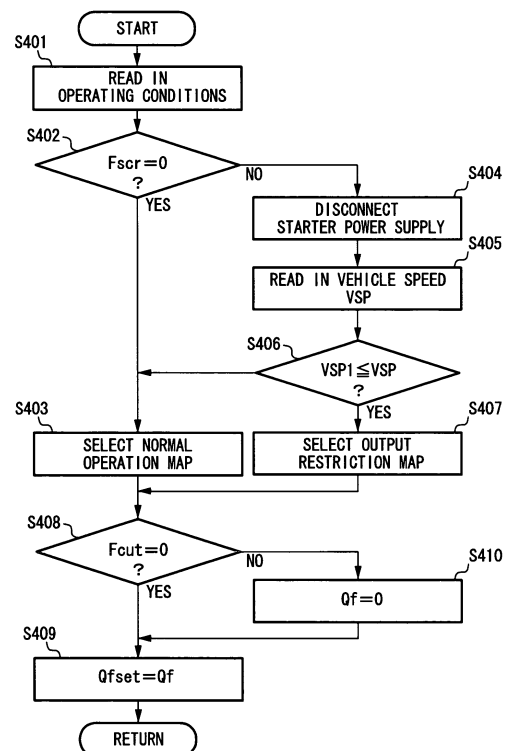 START
S401
READ IN
OPERATING CONDITIONS
S402
Fscr=0
?
NO
YES
S404
DISCONNECT
STARTER POWER SUPPLY
S405
READ IN VEHICLE SPEED
VSP
S406
VSP1≦VSP
?
YES
S403
SELECT NORMAL
OPERATION MAP
S407
SELECT OUTPUT
RESTRICTION MAP
S408
Fcut=0
?
NO
YES
S410
Qf=0
S409
Qfset=Qf
RETURN